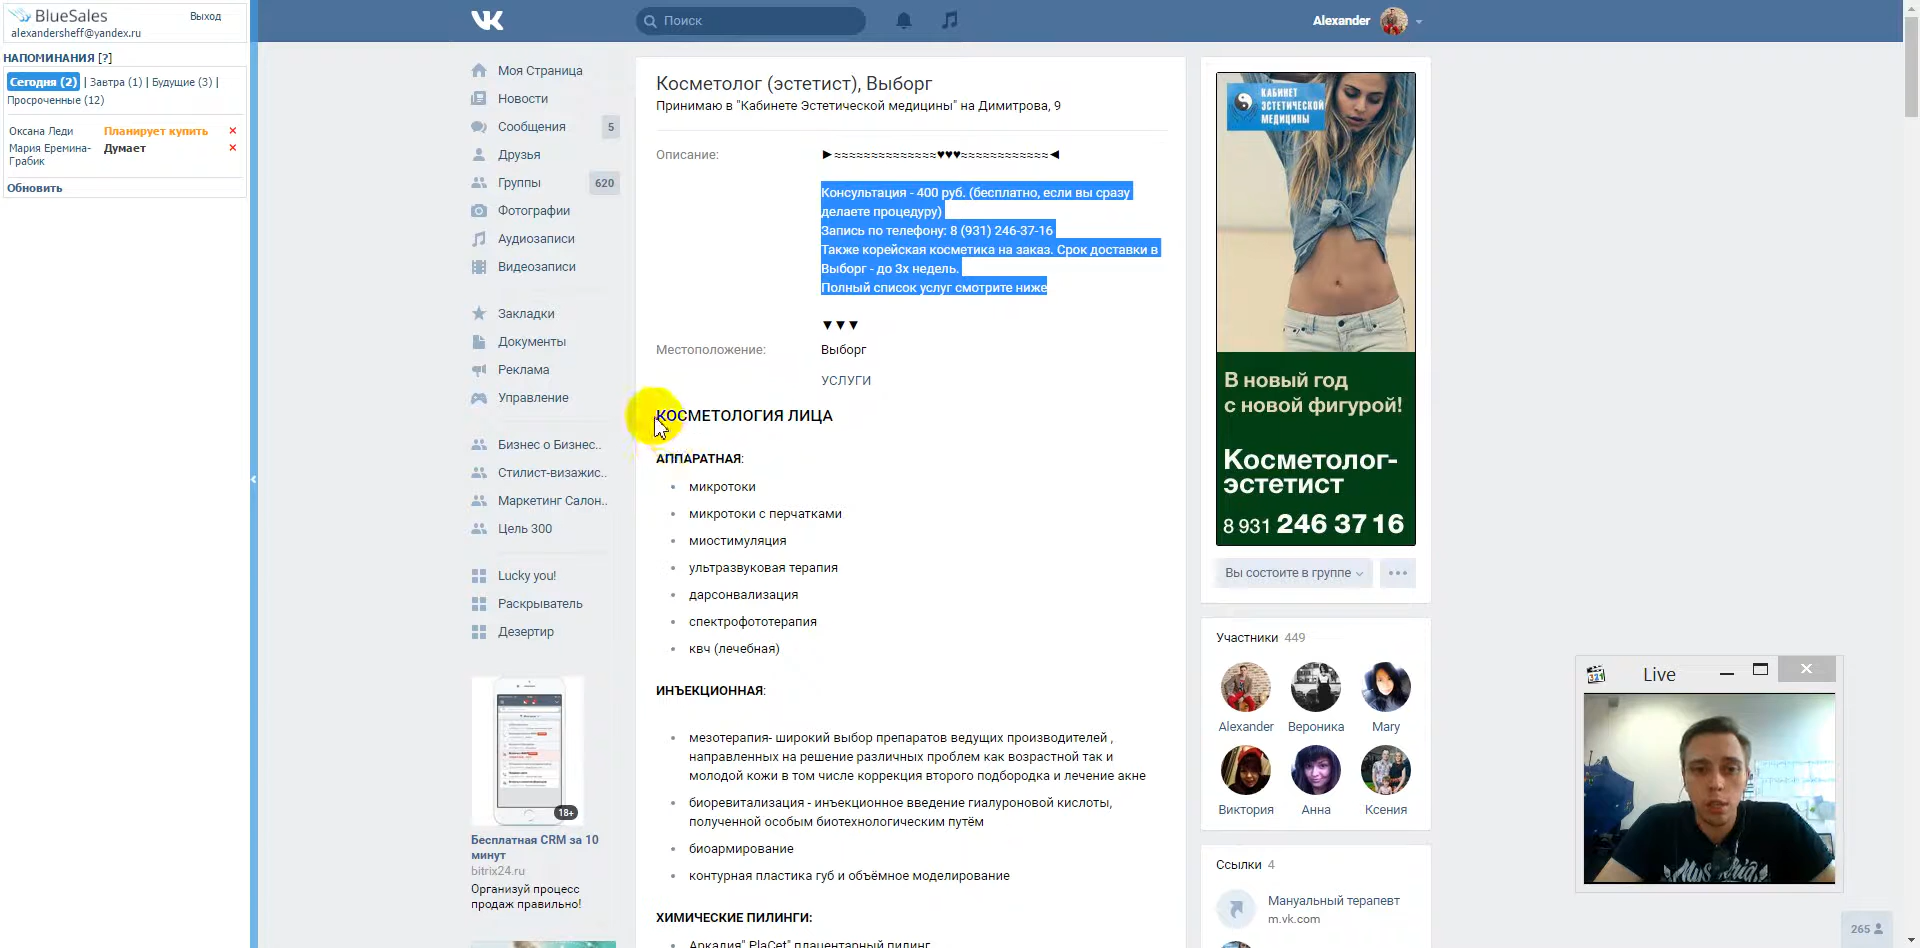 BlueSales
Выход
alexandersheff@yandex.ru
НАПОМИНАНИЯ [?]
Сегодня (2) | Завтра (1) | Будущие (3) |
Просроченные (12)
Оксана Леди Планирует купить
Мария Еремина-Грабик Думает
Обновить
Поиск
Alexander
Моя Страница
Новости
Сообщения 5
Друзья
Группы 620
Фотографии
Аудиозаписи
Видеозаписи
Закладки
Документы
Реклама
Управление
Бизнес о Бизнес..
Стилист-визажис..
Маркетинг Салон..
Цель 300
Lucky you!
Раскрыватель
Дезертир
18+
Бесплатная CRM за 10
минут
bitrix24.ru
Организуй процесс
продаж правильно!
Косметолог (эстетист), Выборг
Принимаю в "Кабинете Эстетической медицины" на Димитрова, 9
Описание: ►≈≈≈≈≈≈≈≈≈≈≈≈≈≈♥♥♥≈≈≈≈≈≈≈≈≈≈≈≈◄
Консультация - 400 руб. (бесплатно, если вы сразу
делаете процедуру)
Запись по телефону: 8 (931) 246-37-16
Также корейская косметика на заказ. Срок доставки в
Выборг - до 3х недель.
Полный список услуг смотрите ниже
▼▼▼
Местоположение: Выборг
УСЛУГИ
КОСМЕТОЛОГИЯ ЛИЦА
АППАРАТНАЯ:
микротоки
микротоки с перчатками
миостимуляция
ультразвуковая терапия
дарсонвализация
спектрофототерапия
квч (лечебная)
ИНЪЕКЦИОННАЯ:
мезотерапия- широкий выбор препаратов ведущих производителей ,
направленных на решение различных проблем как возрастной так и
молодой кожи в том числе коррекция второго подбородка и лечение акне
биоревитализация - инъекционное введение гиалуроновой кислоты,
полученной особым биотехнологическим путём
биоармирование
контурная пластика губ и объёмное моделирование
ХИМИЧЕСКИЕ ПИЛИНГИ:
Аркадия" PlaCet" плацентарный пилинг
КАБИНЕТ
ЭСТЕТИЧЕСКОЙ
МЕДИЦИНЫ
В новый год
с новой фигурой!
Косметолог-
эстетист
8 931 246 37 16
Вы состоите в группе
Участники 449
Alexander Вероника Mary
Виктория Анна Ксения
Ссылки 4
Мануальный терапевт
m.vk.com
Live
265